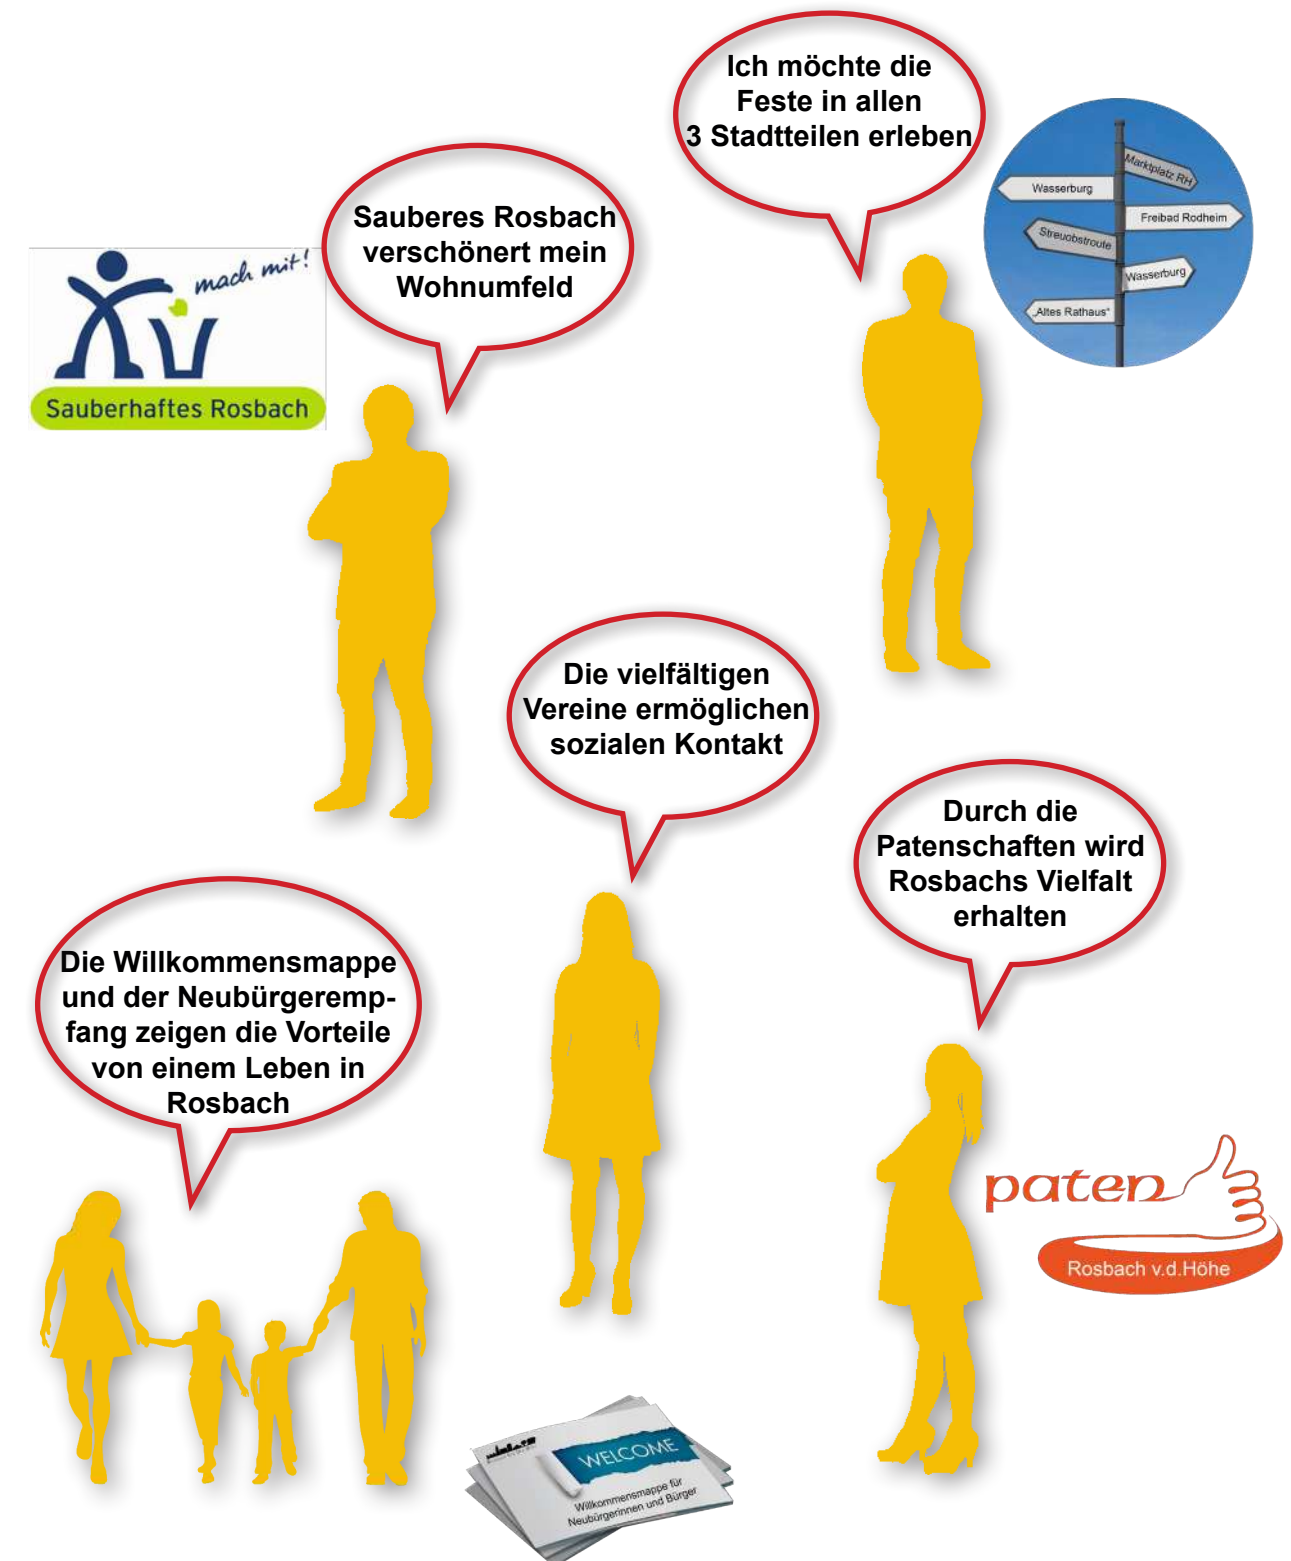 Ich möchte die
Feste in allen
3 Stadtteilen erleben
Marktplatz RH
Wasserburg
Freibad Rodheim
Streuobstroute
Wasserburg
„Altes Rathaus“
Sauberes Rosbach
verschönert mein
Wohnumfeld
mach mit!
Sauberhaftes Rosbach
Die vielfältigen
Vereine ermöglichen
sozialen Kontakt
Durch die
Patenschaften wird
Rosbachs Vielfalt
erhalten
Die Willkommensmappe
und der Neubürgeremp-
fang zeigen die Vorteile
von einem Leben in
Rosbach
paten
Rosbach v.d.Höhe
WELCOME
Willkommensmappe für
Neubürgerinnen und Bürger